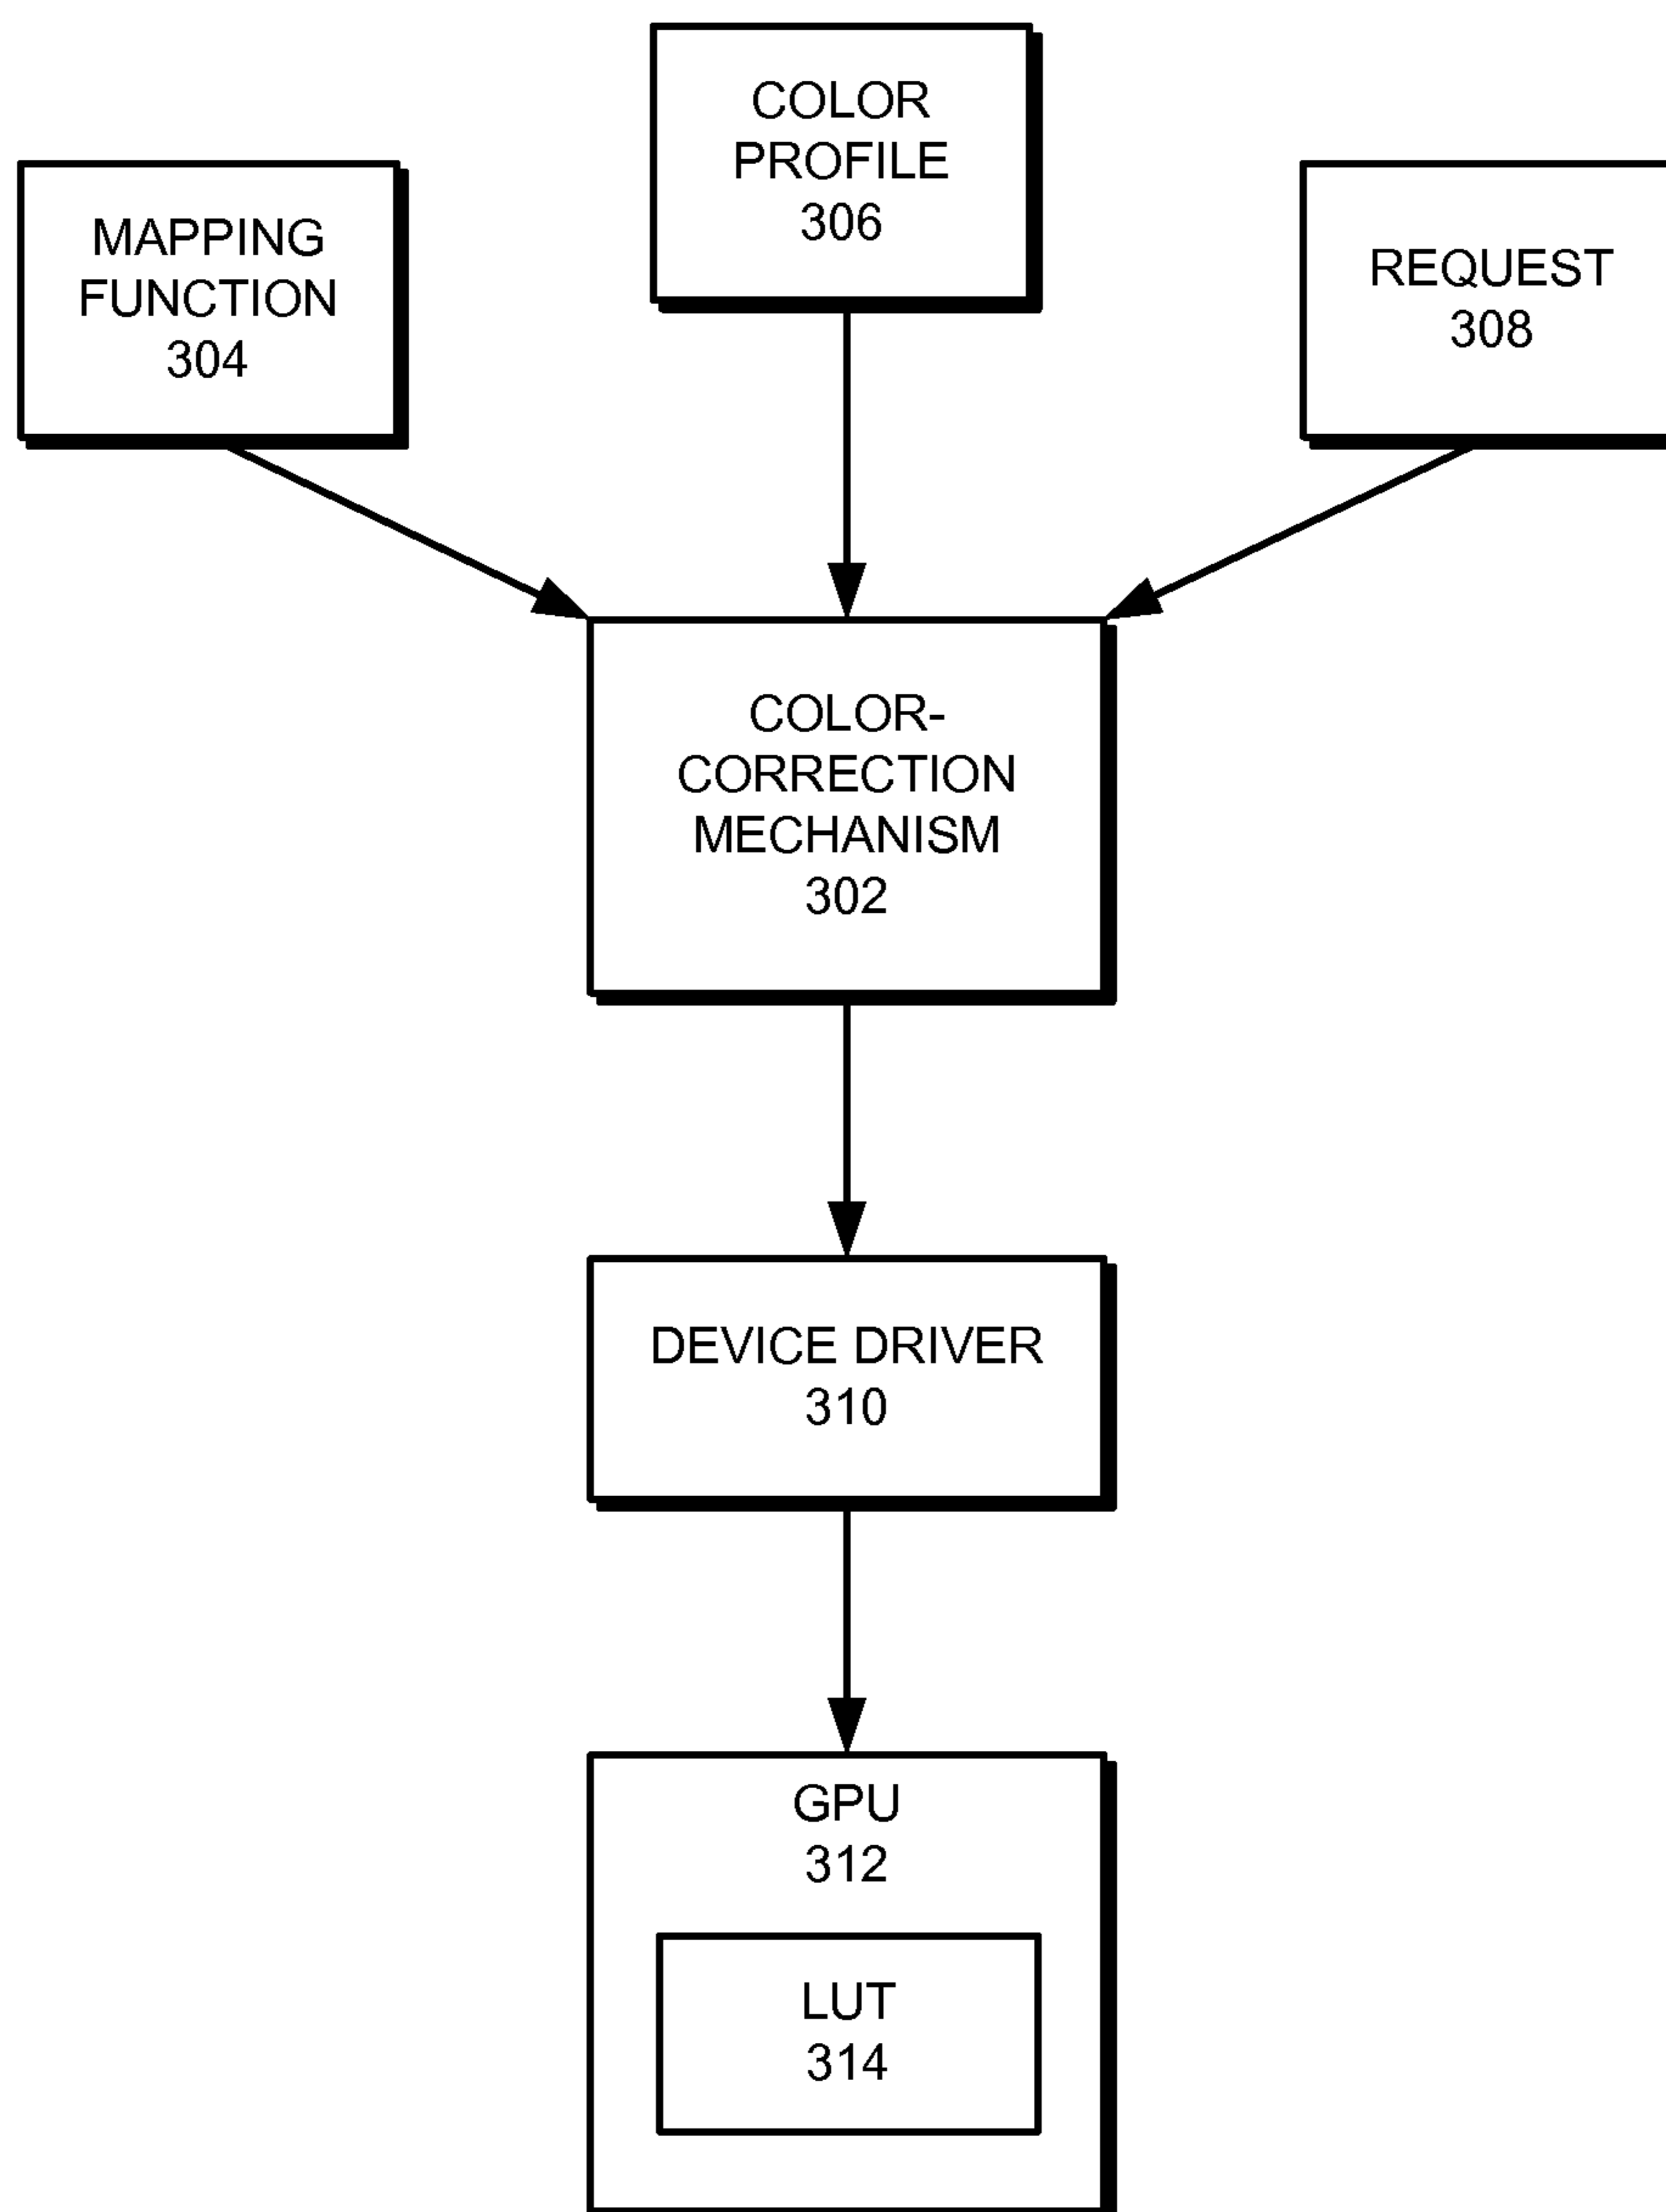 COLOR
PROFILE
306
MAPPING
FUNCTION
304
REQUEST
308
COLOR-
CORRECTION
MECHANISM
302
DEVICE DRIVER
310
GPU
312
LUT
314